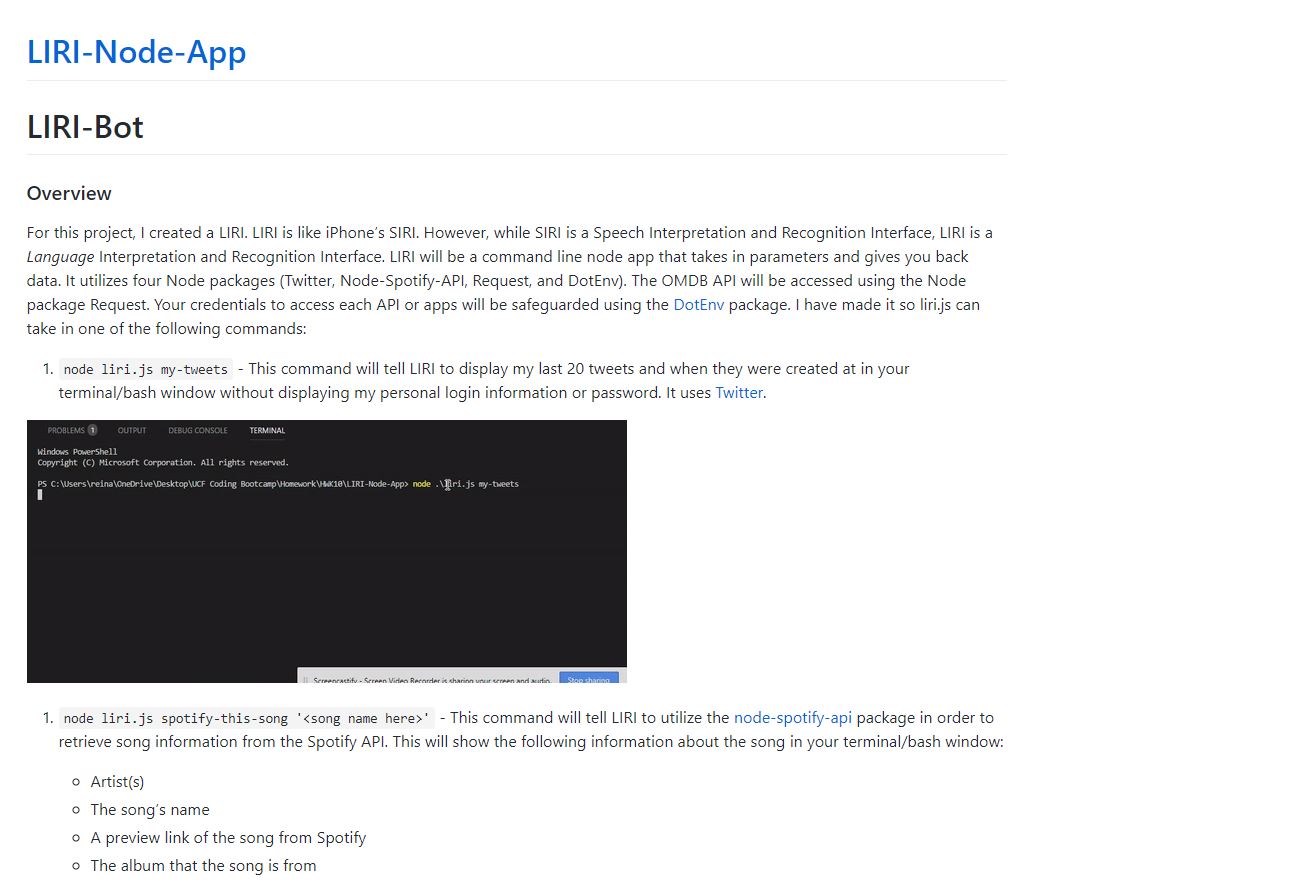 LIRI-Node-App
LIRI-Bot
Overview
For this project, I created a LIRI. LIRI is like iPhone's SIRI. However, while SIRI is a Speech Interpretation and Recognition Interface, LIRI is a
Language Interpretation and Recognition Interface. LIRI will be a command line node app that takes in parameters and gives you back
data. It utilizes four Node packages (Twitter, Node-Spotify-API, Request, and DotEnv). The OMDB API will be accessed using the Node
package Request. Your credentials to access each API or apps will be safeguarded using the DotEnv package. I have made it so liri.js can
take in one of the following commands:
1. node liri.js my-tweets - This command will tell LIRI to display my last 20 tweets and when they were created at in your
terminal/bash window without displaying my personal login information or password. It uses Twitter.
PROBLEMS 1 OUTPUT DEBUG CONSOLE TERMINAL
Windows PowerShell
Copyright (C) Microsoft Corporation. All rights reserved.
PS C:\Users\reina\OneDrive\Desktop\UCF Coding Bootcamp\Homework\HWK10\LIRI-Node-App> node .\liri.js my-tweets
Screencastify - Screen Video Recorder is sharing your screen and audio. Stop sharing
1. node liri.js spotify-this-song '<song name here>' - This command will tell LIRI to utilize the node-spotify-api package in order to
retrieve song information from the Spotify API. This will show the following information about the song in your terminal/bash window:
Artist(s)
The song's name
A preview link of the song from Spotify
The album that the song is from